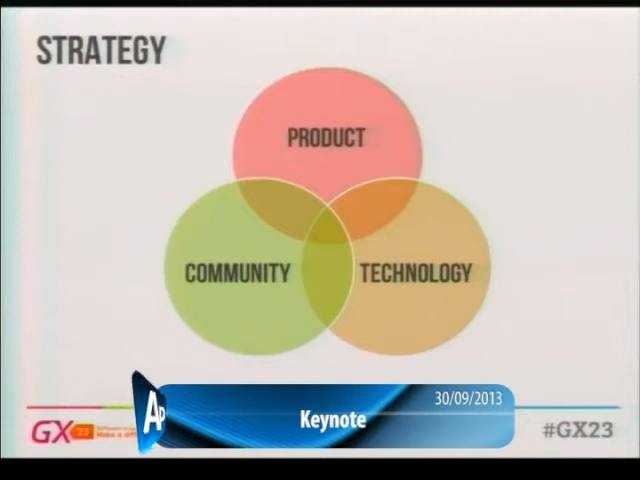 STRATEGY
PRODUCT
COMMUNITY
TECHNOLOGY
30/09/2013
Keynote
GX 23
#GX23